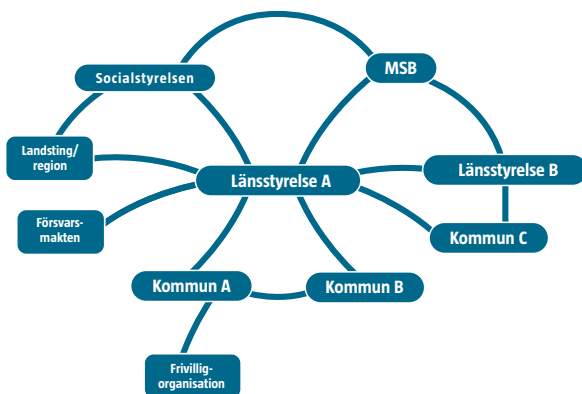 Socialstyrelsen
MSB
Landsting/
region
Länsstyrelse A
Länsstyrelse B
Försvars-
makten
Kommun C
Kommun A
Kommun B
Frivillig-
organisation